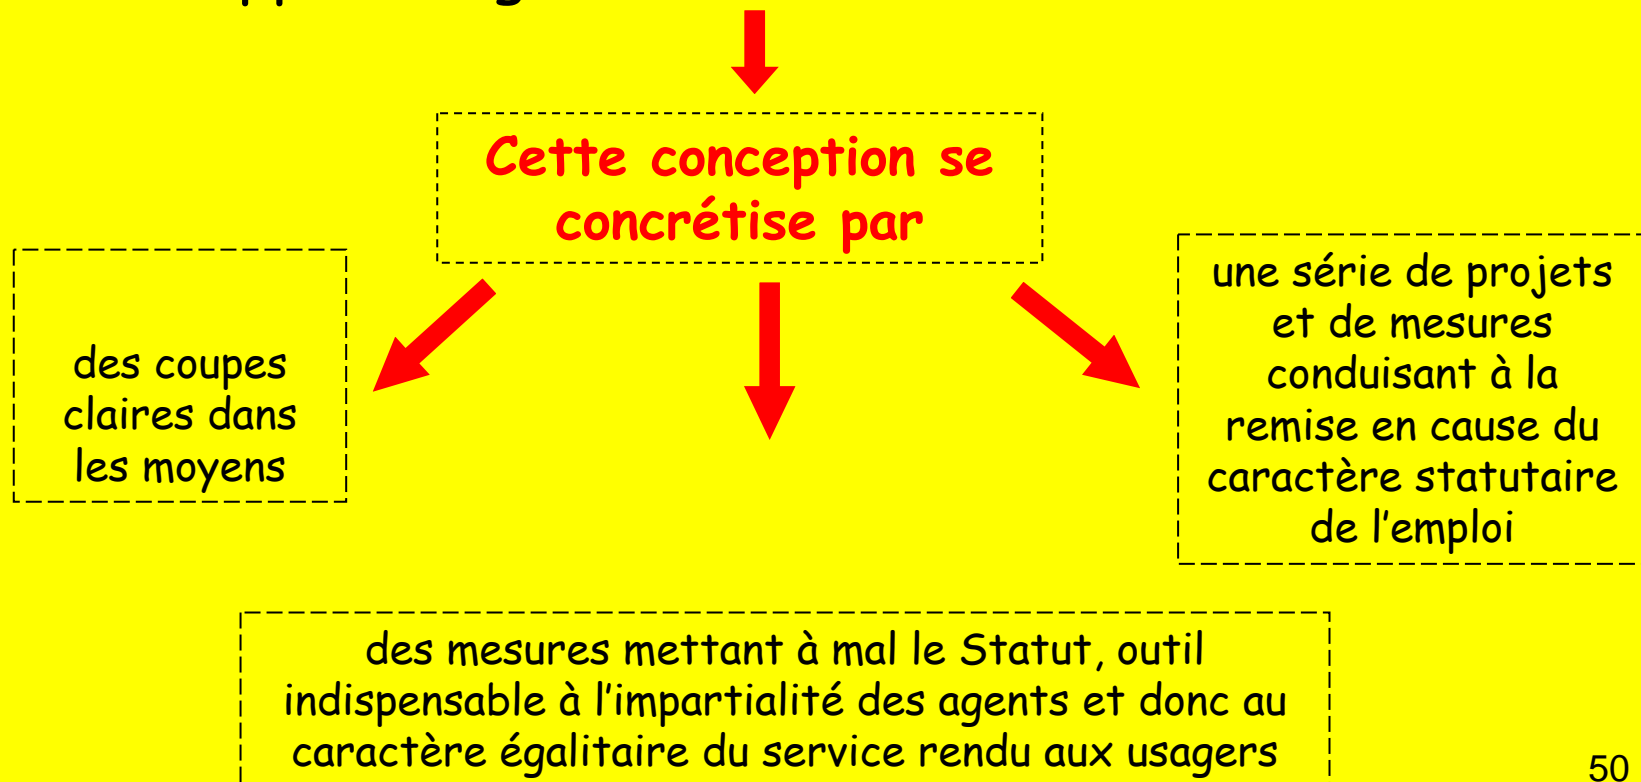 Cette conception se
concrétise par
des coupes
claires dans
les moyens
une série de projets
et de mesures
conduisant à la
remise en cause du
caractère statutaire
de l’emploi
des mesures mettant à mal le Statut, outil
indispensable à l’impartialité des agents et donc au
caractère égalitaire du service rendu aux usagers
50